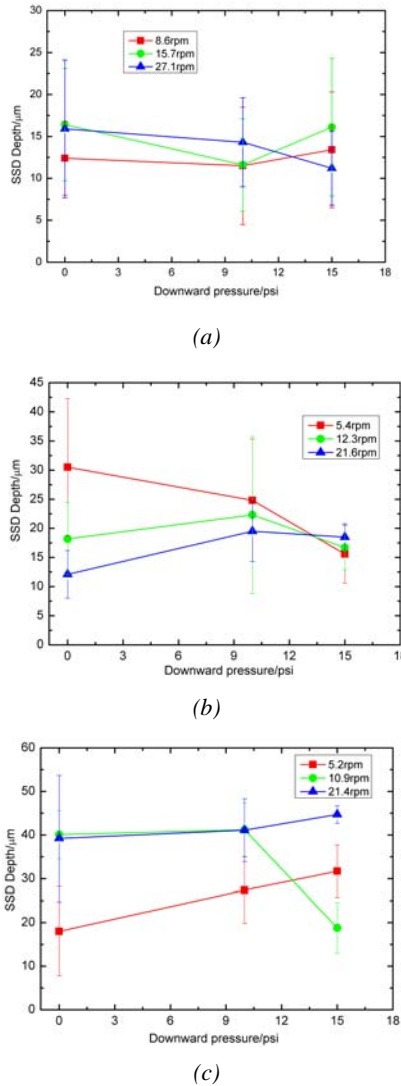 30
25
20
15
10
5
0
SSD Depth/μm
8.6rpm
15.7rpm
27.1rpm
0 3 6 9 12 15 18
Downward pressure/psi
(a)
45
40
35
30
25
20
15
10
5
0
SSD Depth/μm
5.4rpm
12.3rpm
21.6rpm
0 3 6 9 12 15 18
Downward pressure/psi
(b)
60
50
40
30
20
10
0
SSD Depth/μm
5.2rpm
10.9rpm
21.4rpm
0 3 6 9 12 15 18
Downward pressure/psi
(c)